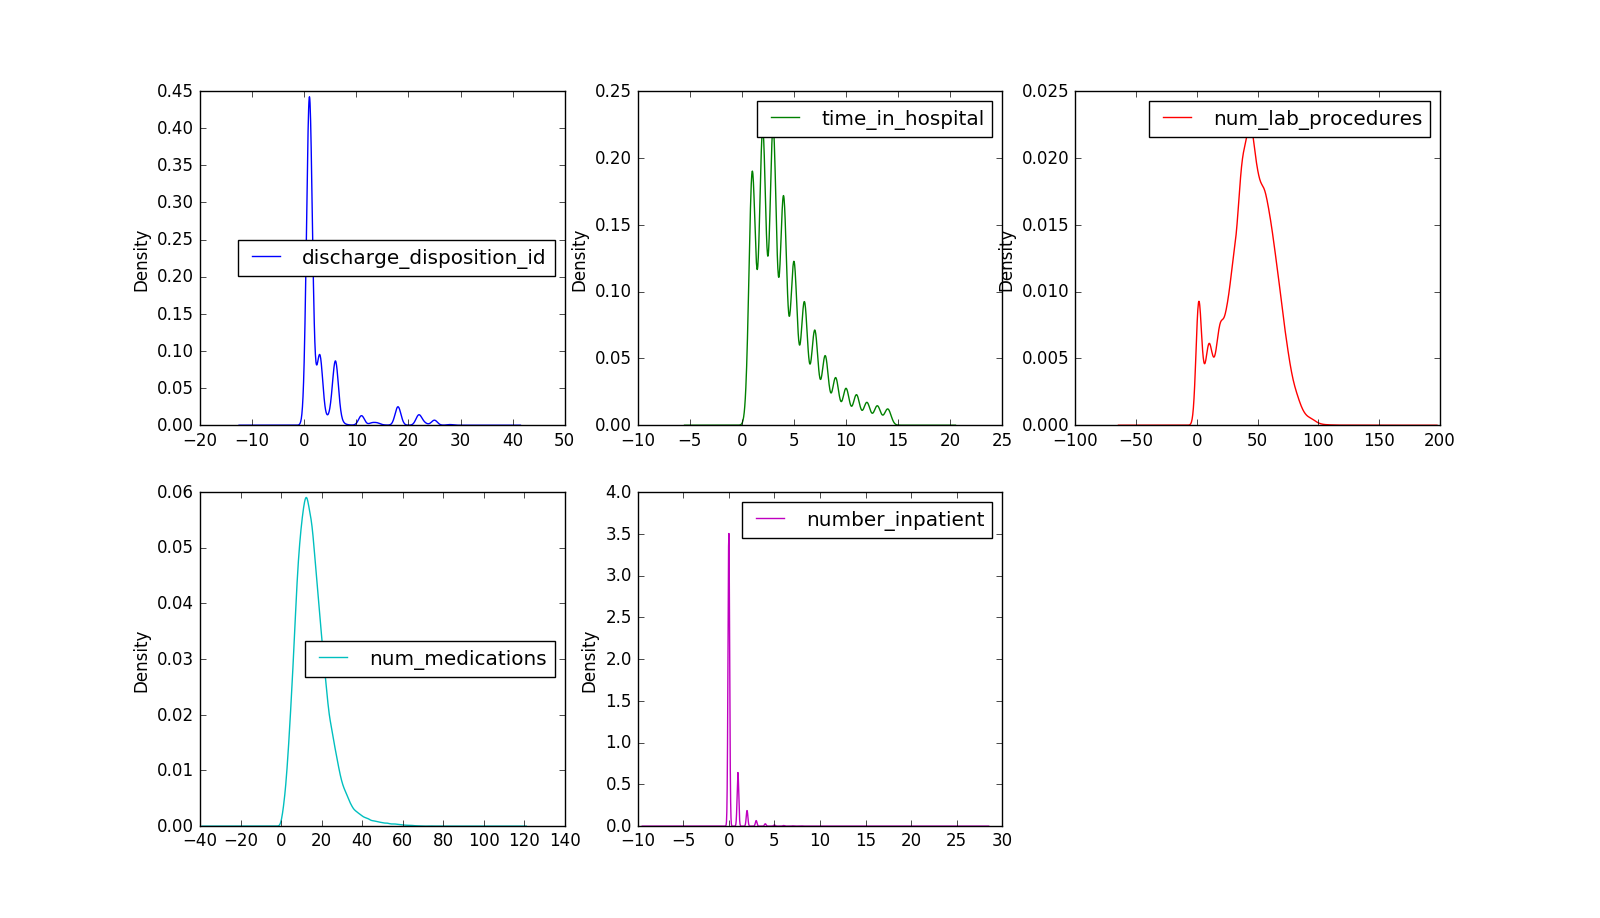 0.45
0.40
0.35
0.30
0.25
0.20
0.15
0.10
0.05
0.00
Density
discharge_disposition_id
−20 −10 0 10 20 30 40 50
0.25
0.20
0.15
0.10
0.05
0.00
Density
time_in_hospital
−10 −5 0 5 10 15 20 25
0.025
0.020
0.015
0.010
0.005
0.000
Density
num_lab_procedures
−100 −50 0 50 100 150 200
0.06
0.05
0.04
0.03
0.02
0.01
0.00
Density
num_medications
−40 −20 0 20 40 60 80 100 120 140
4.0
3.5
3.0
2.5
2.0
1.5
1.0
0.5
0.0
Density
number_inpatient
−10 −5 0 5 10 15 20 25 30